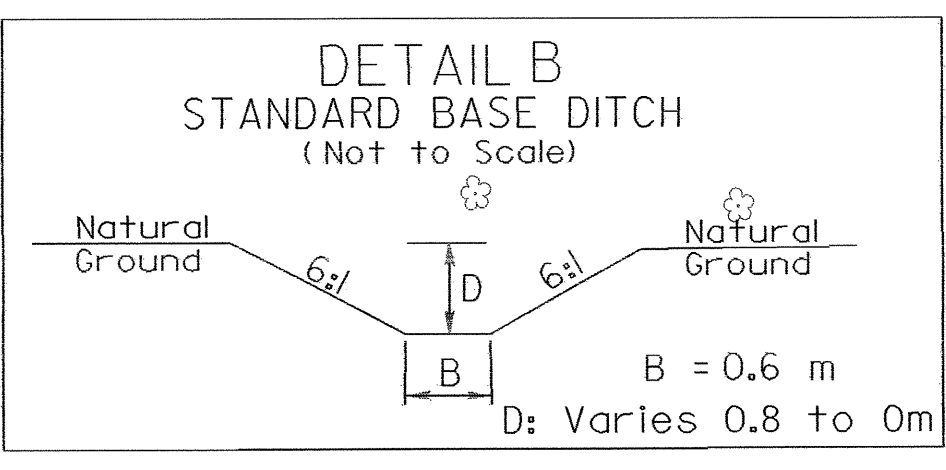 DETAIL B
STANDARD BASE DITCH
(Not to Scale)
Natural
Ground
6:1
D
6:1
Natural
Ground
B
B = 0.6 m
D: Varies 0.8 to 0m